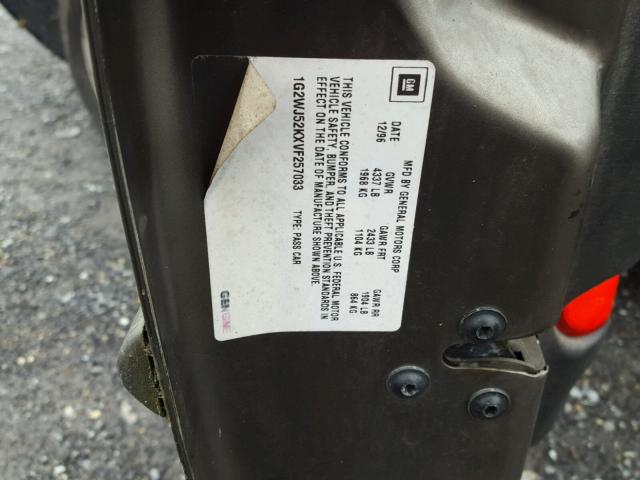 GM
MFD BY GENERAL MOTORS CORP
DATE GVWR GAWR FRT GAWR RR
12/96 4337 LB 2433 LB 1904 LB
1968 KG 1104 KG 864 KG
THIS VEHICLE CONFORMS TO ALL APPLICABLE U.S. FEDERAL MOTOR
VEHICLE SAFETY, BUMPER, AND THEFT PREVENTION STANDARDS IN
EFFECT ON THE DATE OF MANUFACTURE SHOWN ABOVE.
1G2WJ52KXVF257033 TYPE: PASS CAR